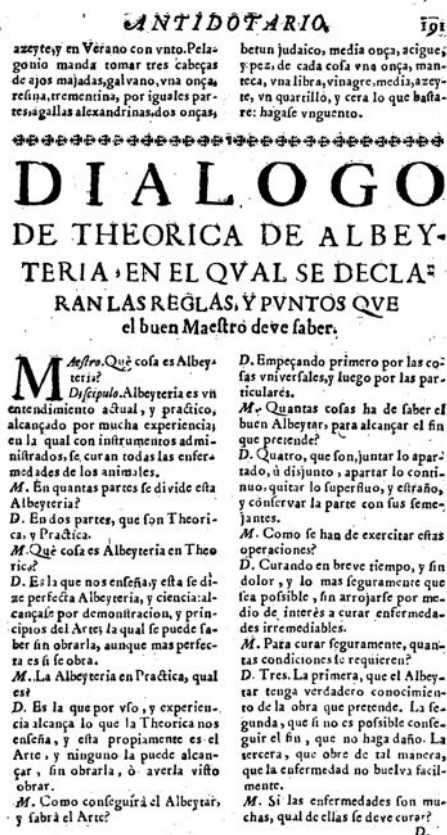 ANTIDOTARIO,
191
azeyte,y en Verano con vnto.Pela-
gonio manda tomar tres cabeças
de ajos majadas,galvano,vna onça,
resina,trementina, por iguales par-
tes,agallas alexandrinas,dos onças,
betun judaico, media onça, acigue,
y pez, de cada cosa vna onça, man-
teca, vna libra, vinagre, media,azey-
te, vn quartillo, y cera lo que basta-
re: hagase vnguento.
DIALOGO
DE THEORICA DE ALBEY-
TERIA, EN EL QVAL SE DECLA-
RAN LAS REGLAS, Y PVNTOS QVE
el buen Maestro deve saber.
Maestro.Què cosa es Albey-
teria?
Discipulo.Albeyteria es vn
entendimiento actual, y practico,
alcançado por mucha experiencia;
en la qual con instrumentos admi-
nistrados, se curan todas las enfer-
medades de los animales.
M. En quantas partes se divide esta
Albeyteria?
D. En dos partes, que son Theori-
ca, y Practica.
M.Què cosa es Albeyteria en Theo
rica?
D. Es la que nos enseña,y esta se di-
ze perfecta Albeyteria, y ciencia:al-
cançase por demonstracion, y prin-
cipios del Arte; la qual se puede sa-
ber sin obrarla, aunque mas perfec-
ta es si se obra.
M..La Albeyteria en Practica, qual
es?
D. Es la que por vso, y experien-
cia alcança lo que la Theorica nos
enseña, y esta propiamente es el
Arte, y ninguno la puede alcan-
çar, sin obrarla, ò averla visto
obrar.
M. Como conseguirà el Albeytar,
y sabrà el Arte?
D. Empeçando primero por las co-
sas vniversales,y luego por las par-
ticulares.
M. Quantas cosas ha de saber el
buen Albeytar, para alcançar el fin
que pretende?
D. Quatro, que son,juntar lo apar-
tado, ù disjunto, apartar lo conti-
nuo, quitar lo superfluo, y estraño,
y conservar la parte con sus seme-
jantes.
M. Como se han de exercitar estas
operaciones?
D. Curando en breve tiempo, y sin
dolor, y lo mas seguramente que
sea possible, sin arrojarse por me-
dio de interès a curar enfermeda-
des irremediables.
M. Para curar seguramente, quan-
tas condiciones se requieren?
D. Tres. La primera, que el Albey-
tar tenga verdadero conocimien-
to de la obra que pretende. La se-
gunda, que si no es possible conse-
guir el fin, que no haga daño. La
tercera, que obre de tal manera,
que la enfermedad no buelva facil-
mente.
M. Si las enfermedades son mu-
chas, qual de ellas se deve curar?
D.